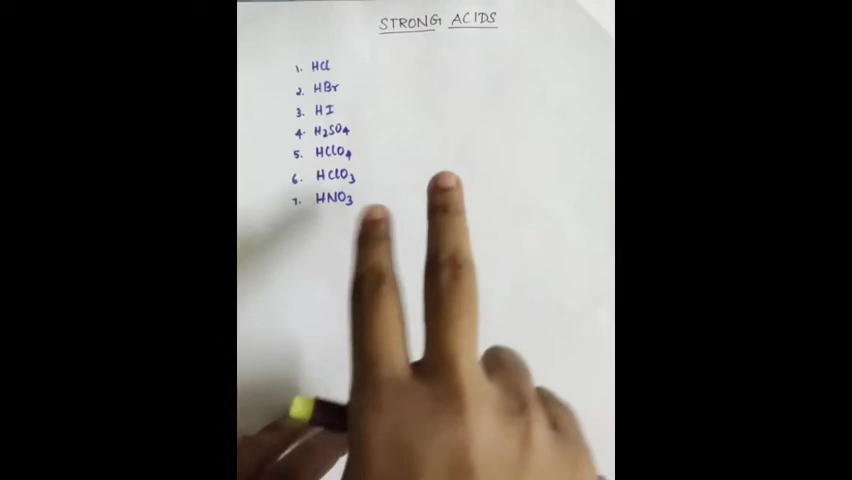 STRONG ACIDS
1. HCl
2. HBr
3. HI
4. H2SO4
5. HClO4
6. HClO3
7. HNO3